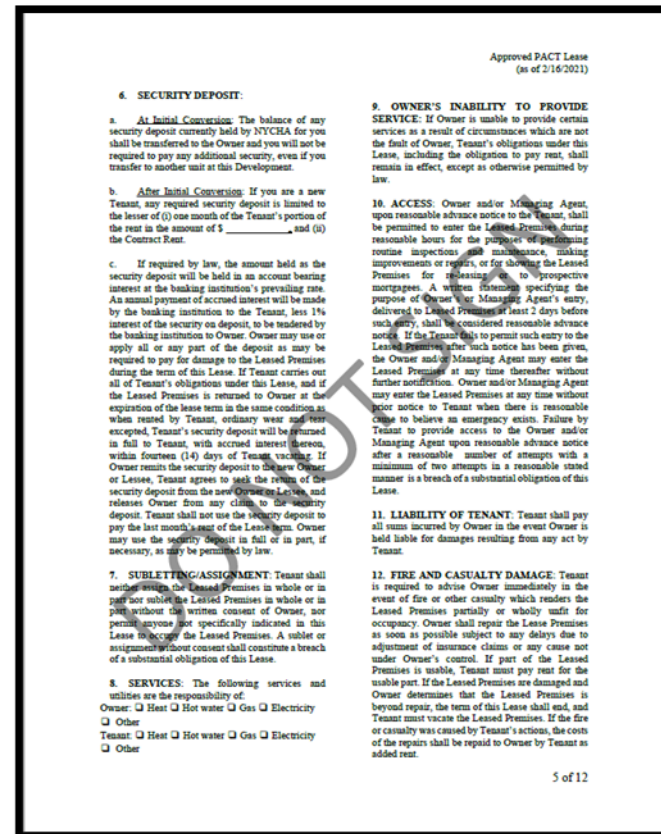 Approved PACT Lease
(as of 2/16/2021)
6. SECURITY DEPOSIT:
a. At Initial Conversion: The balance of any
security deposit currently held by NYCHA for you
shall be transferred to the Owner and you will not be
required to pay any additional security, even if you
transfer to another unit at this Development.
b. After Initial Conversion: If you are a new
Tenant, any required security deposit is limited to
the lesser of (i) one month of the Tenant's portion of
the rent in the amount of $ __________, and (ii)
the Contract Rent.
c. If required by law, the amount held as the
security deposit will be held in an account bearing
interest at the banking institution's prevailing rate.
An annual payment of accrued interest will be made
by the banking institution to the Tenant, less 1%
interest of the security on deposit, to be tendered by
the banking institution to Owner. Owner may use or
apply all or any part of the deposit as may be
required to pay for damage to the Leased Premises
during the term of this Lease. If Tenant carries out
all of Tenant's obligations under this Lease, and if
the Leased Premises is returned to Owner at the
expiration of the lease term in the same condition as
when rented by Tenant, ordinary wear and tear
excepted, Tenant's security deposit will be returned
in full to Tenant, with accrued interest thereon,
within fourteen (14) days of Tenant vacating. If
Owner remits the security deposit to the new Owner
or Lessee, Tenant agrees to seek the return of the
security deposit from the new Owner or Lessee, and
releases Owner from any claim to the security
deposit. Tenant shall not use the security deposit to
pay the last month's rent of the Lease term. Owner
may use the security deposit in full or in part, if
necessary, as may be permitted by law.
7. SUBLETTING/ASSIGNMENT: Tenant shall
neither assign the Leased Premises in whole or in
part nor sublet the Leased Premises in whole or in
part without the written consent of Owner, nor
permit anyone not specifically indicated in this
Lease to occupy the Leased Premises. A sublet or
assignment without consent shall constitute a breach
of a substantial obligation of this Lease.
8. SERVICES: The following services and
utilities are the responsibility of:
Owner: ❑ Heat ❑ Hot water ❑ Gas ❑ Electricity
❑ Other
Tenant: ❑ Heat ❑ Hot water ❑ Gas ❑ Electricity
❑ Other
9. OWNER'S INABILITY TO PROVIDE
SERVICE: If Owner is unable to provide certain
services as a result of circumstances which are not
the fault of Owner, Tenant's obligations under this
Lease, including the obligation to pay rent, shall
remain in effect, except as otherwise permitted by
law.
10. ACCESS: Owner and/or Managing Agent,
upon reasonable advance notice to the Tenant, shall
be permitted to enter the Leased Premises during
reasonable hours for the purposes of performing
routine inspections and maintenance, making
improvements or repairs, or for showing the Leased
Premises for re-leasing or to prospective
mortgagees. A written statement specifying the
purpose of Owner's or Managing Agent's entry,
delivered to Leased Premises at least 2 days before
such entry, shall be considered reasonable advance
notice. If the Tenant fails to permit such entry to the
Leased Premises after such notice has been given,
the Owner and/or Managing Agent may enter the
Leased Premises at any time thereafter without
further notification. Owner and/or Managing Agent
may enter the Leased Premises at any time without
prior notice to Tenant when there is reasonable
cause to believe an emergency exists. Failure by
Tenant to provide access to the Owner and/or
Managing Agent upon reasonable advance notice
after a reasonable number of attempts with a
minimum of two attempts in a reasonable stated
manner is a breach of a substantial obligation of this
Lease.
11. LIABILITY OF TENANT: Tenant shall pay
all sums incurred by Owner in the event Owner is
held liable for damages resulting from any act by
Tenant.
12. FIRE AND CASUALTY DAMAGE: Tenant
is required to advise Owner immediately in the
event of fire or other casualty which renders the
Leased Premises partially or wholly unfit for
occupancy. Owner shall repair the Lease Premises
as soon as possible subject to any delays due to
adjustment of insurance claims or any cause not
under Owner's control. If part of the Leased
Premises is usable, Tenant must pay rent for the
usable part. If the Leased Premises are damaged and
Owner determines that the Leased Premises is
beyond repair, the term of this Lease shall end, and
Tenant must vacate the Leased Premises. If the fire
or casualty was caused by Tenant's actions, the costs
of the repairs shall be repaid to Owner by Tenant as
added rent.
5 of 12
DO NOT SIGN